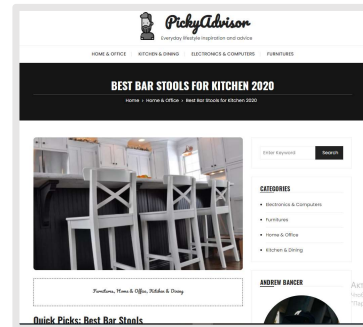 PickyAdvisor
Everyday lifestyle inspiration and advice
HOME & OFFICE KITCHEN & DINING ELECTRONICS & COMPUTERS FURNITURES
BEST BAR STOOLS FOR KITCHEN 2020
Home › Home & Office › Best Bar Stools for Kitchen 2020
Enter Keyword Search
CATEGORIES
Electronics & Computers
Furnitures
Home & Office
Kitchen & Dining
Furnitures, Home & Office, Kitchen & Dining
Quick Picks: Best Bar Stools
ANDREW BANCER